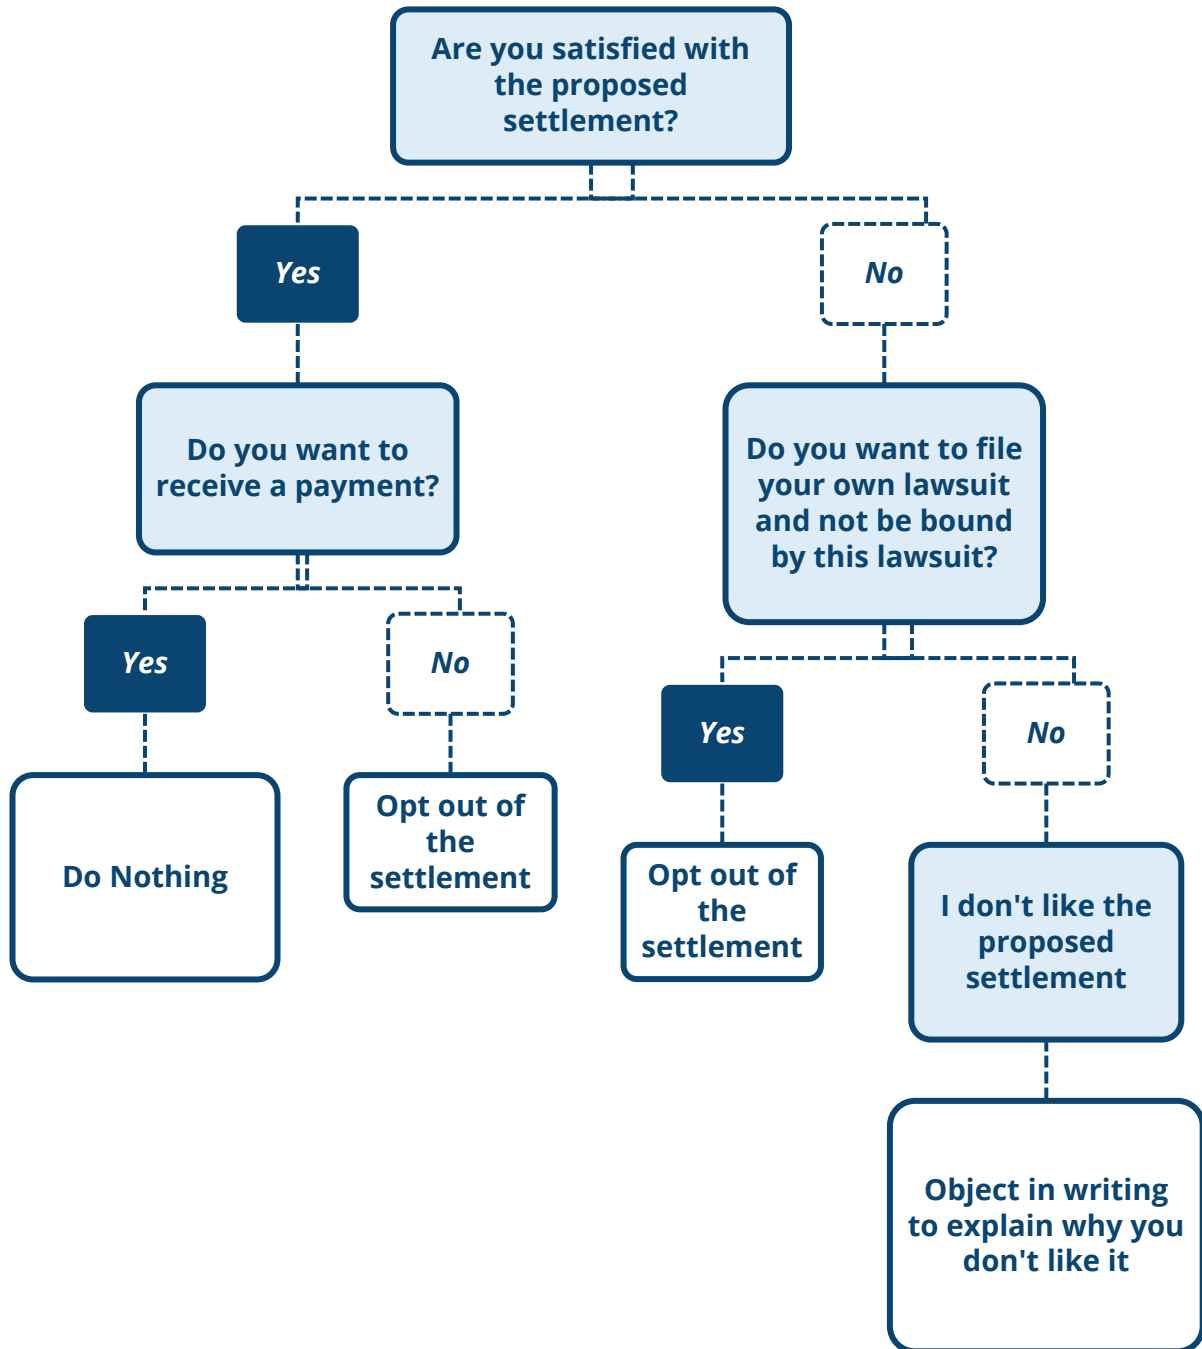 Are you satisfied with
the proposed
settlement?
Yes
No
Do you want to
receive a payment?
Do you want to file
your own lawsuit
and not be bound
by this lawsuit?
Yes
No
Yes
No
Do Nothing
Opt out of
the
settlement
Opt out of
the
settlement
I don't like the
proposed
settlement
Object in writing
to explain why you
don't like it